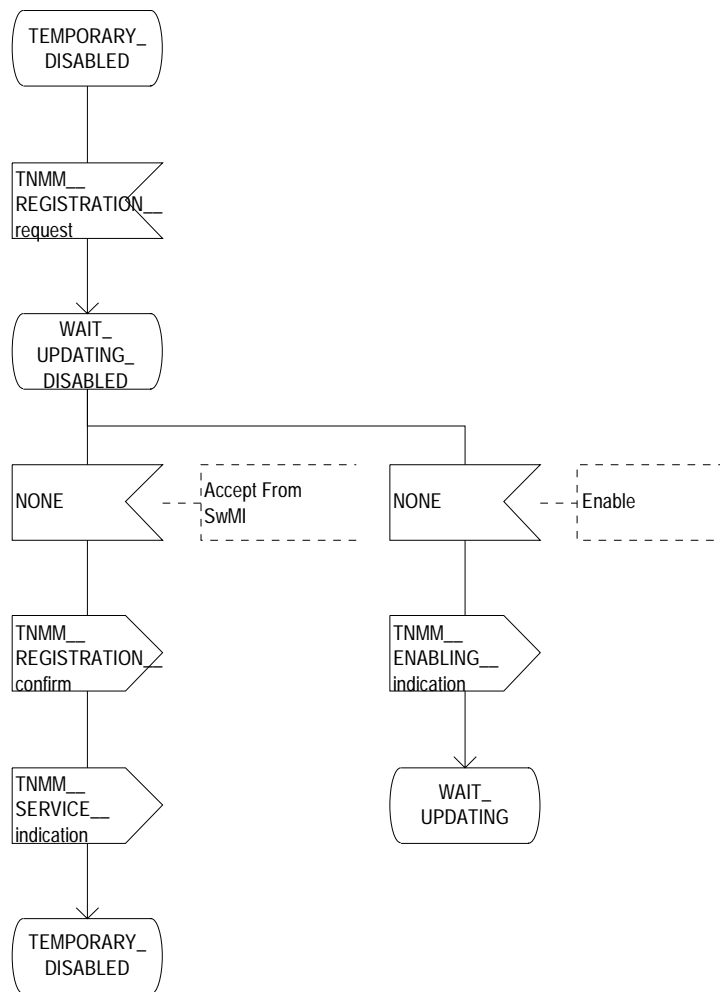 TEMPORARY_
DISABLED
TNMM__
REGISTRATION__
request
WAIT_
UPDATING_
DISABLED
NONE
Accept From
SwMI
NONE
Enable
TNMM__
REGISTRATION__
confirm
TNMM__
ENABLING__
indication
TNMM__
SERVICE__
indication
WAIT_
UPDATING
TEMPORARY_
DISABLED